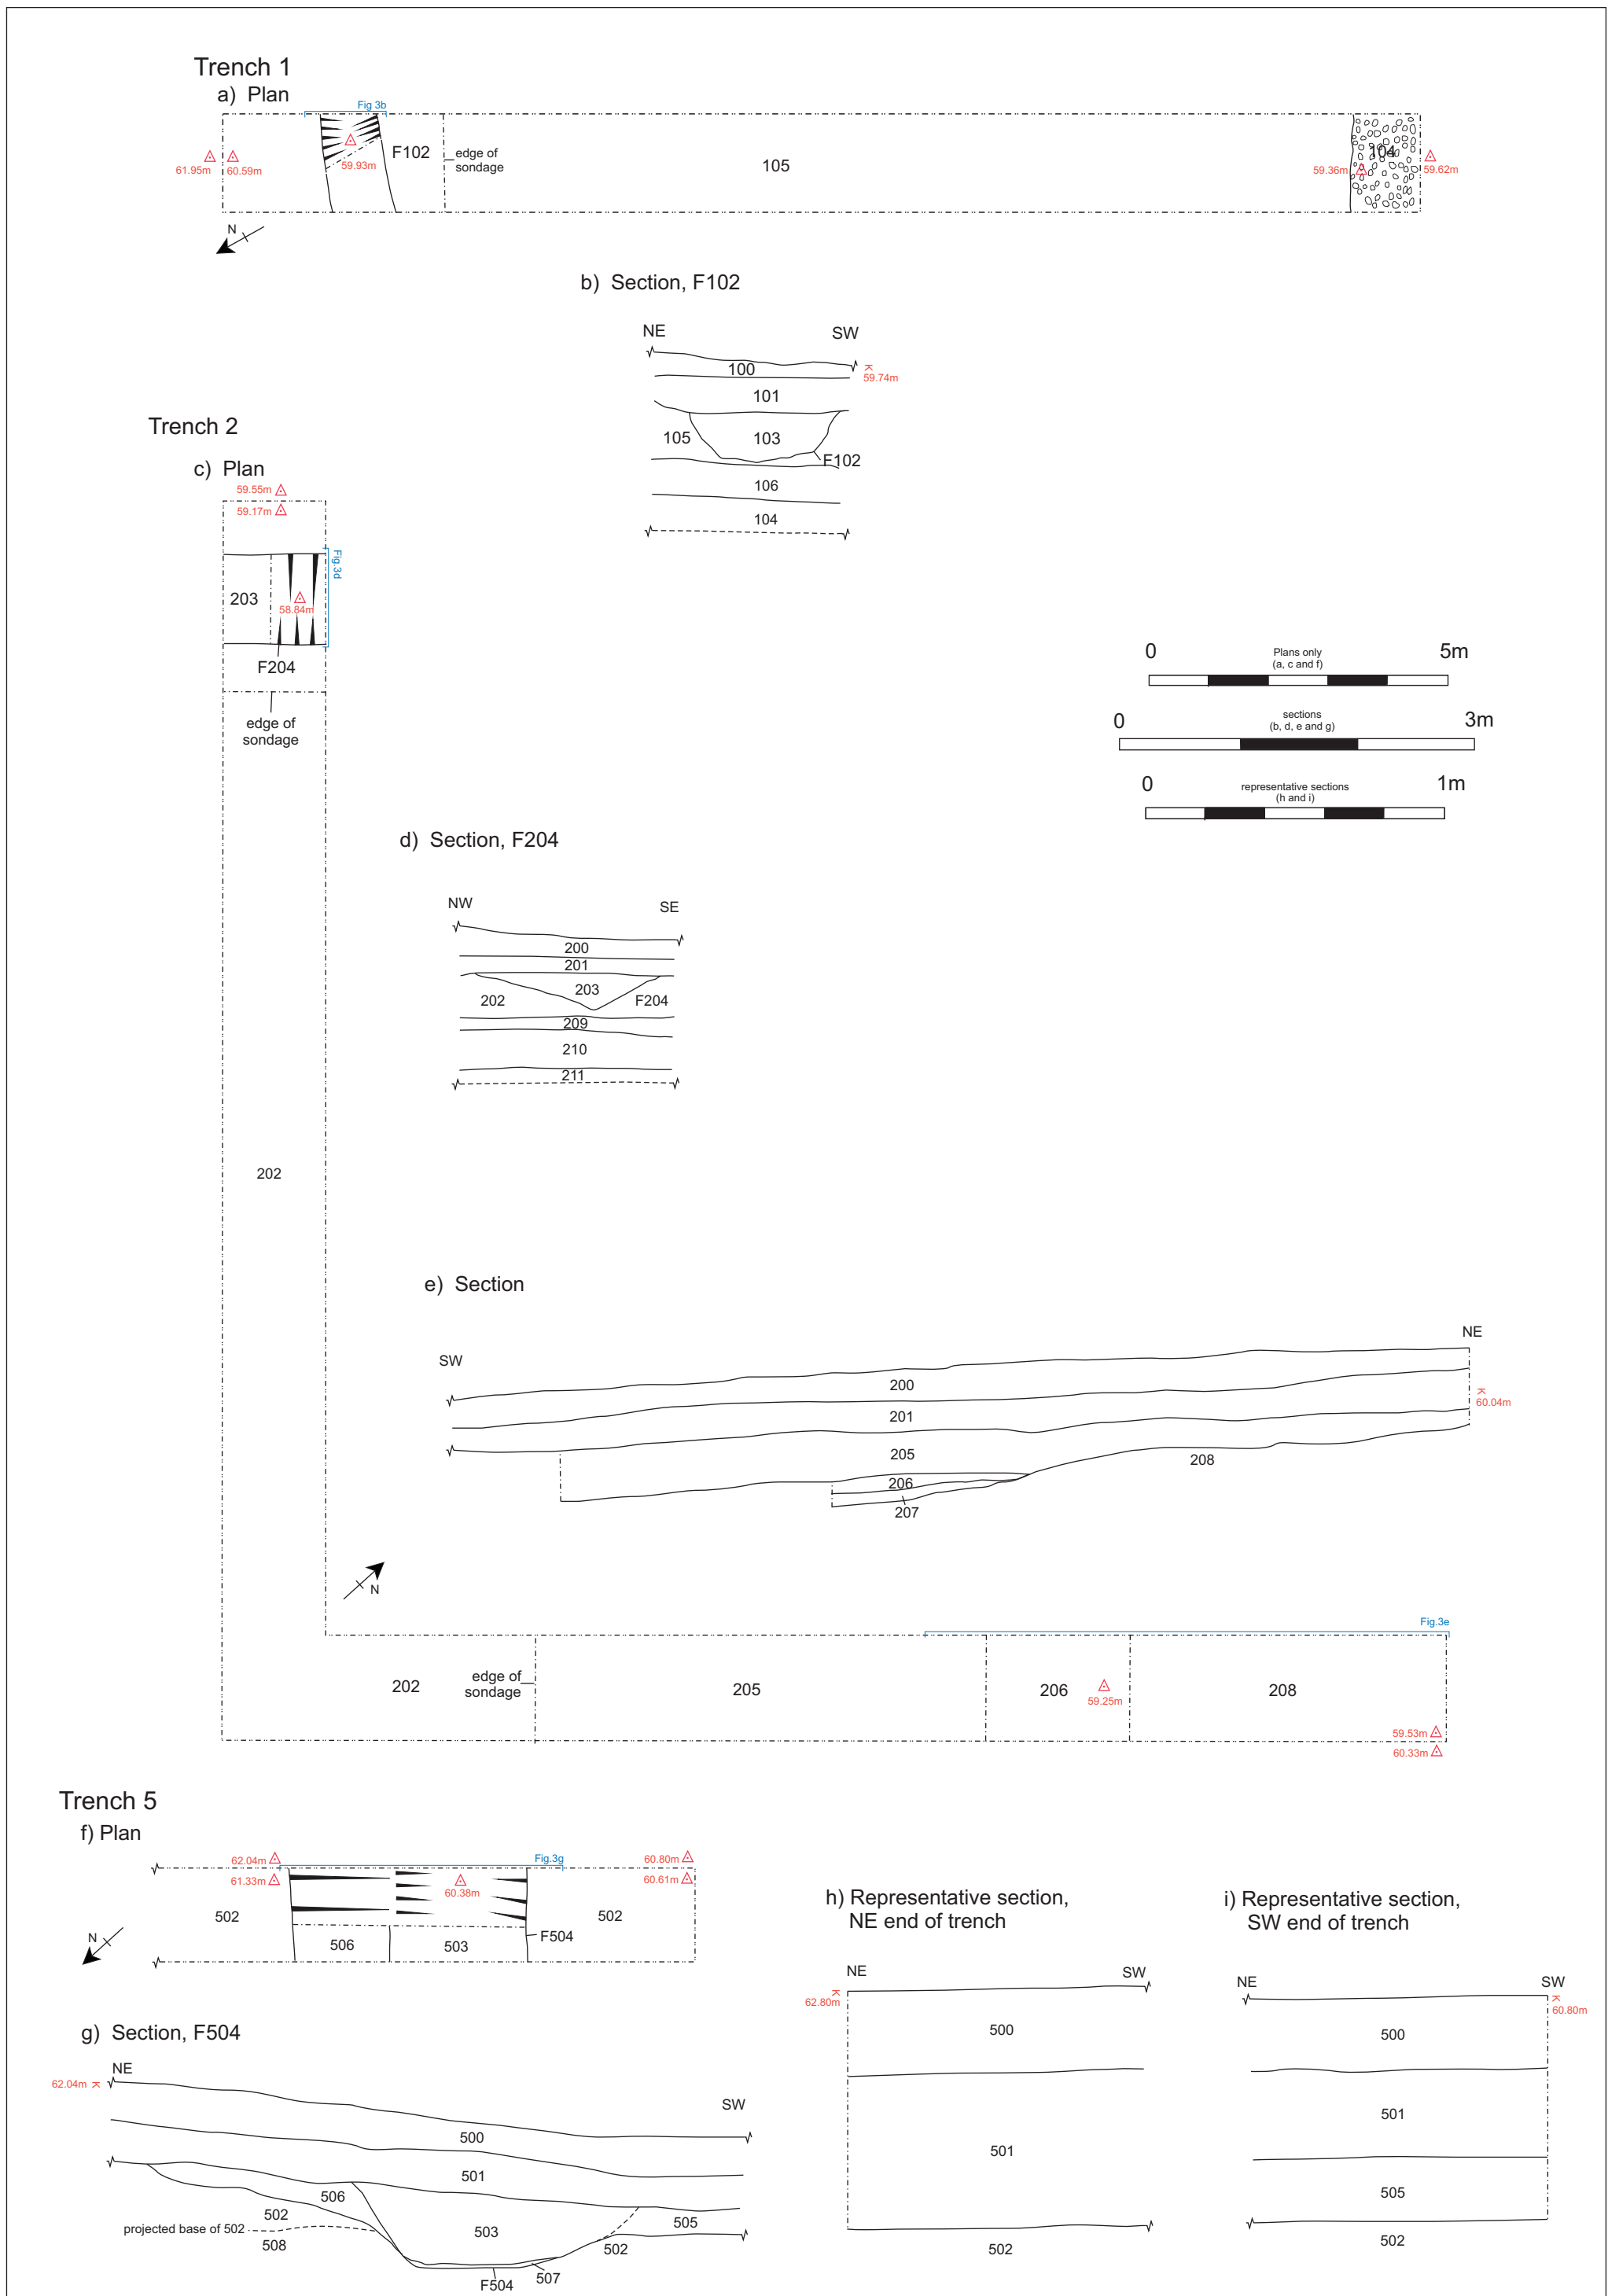 Trench 1
a) Plan
Fig 3b
F102
edge of
sondage
105
104
61.95m
60.59m
59.93m
59.36m
59.62m
N
b) Section, F102
NE
SW
100
59.74m
101
105
103
F102
106
104
Trench 2
c) Plan
59.55m
59.17m
Fig.3d
203
58.84m
F204
edge of
sondage
202
0
Plans only
(a, c and f)
5m
0
sections
(b, d, e and g)
3m
0
representative sections
(h and i)
1m
d) Section, F204
NW
SE
200
201
203
202
F204
209
210
211
e) Section
SW
NE
200
60.04m
201
205
208
206
207
N
Fig.3e
202
edge of
sondage
205
206
59.25m
208
59.53m
60.33m
Trench 5
f) Plan
62.04m
61.33m
Fig.3g
60.80m
60.61m
60.38m
502
502
F504
506
503
N
g) Section, F504
NE
62.04m
SW
500
501
506
502
503
505
projected base of 502
508
502
507
F504
h) Representative section,
NE end of trench
NE
SW
62.80m
500
501
502
i) Representative section,
SW end of trench
NE
SW
60.80m
500
501
505
502